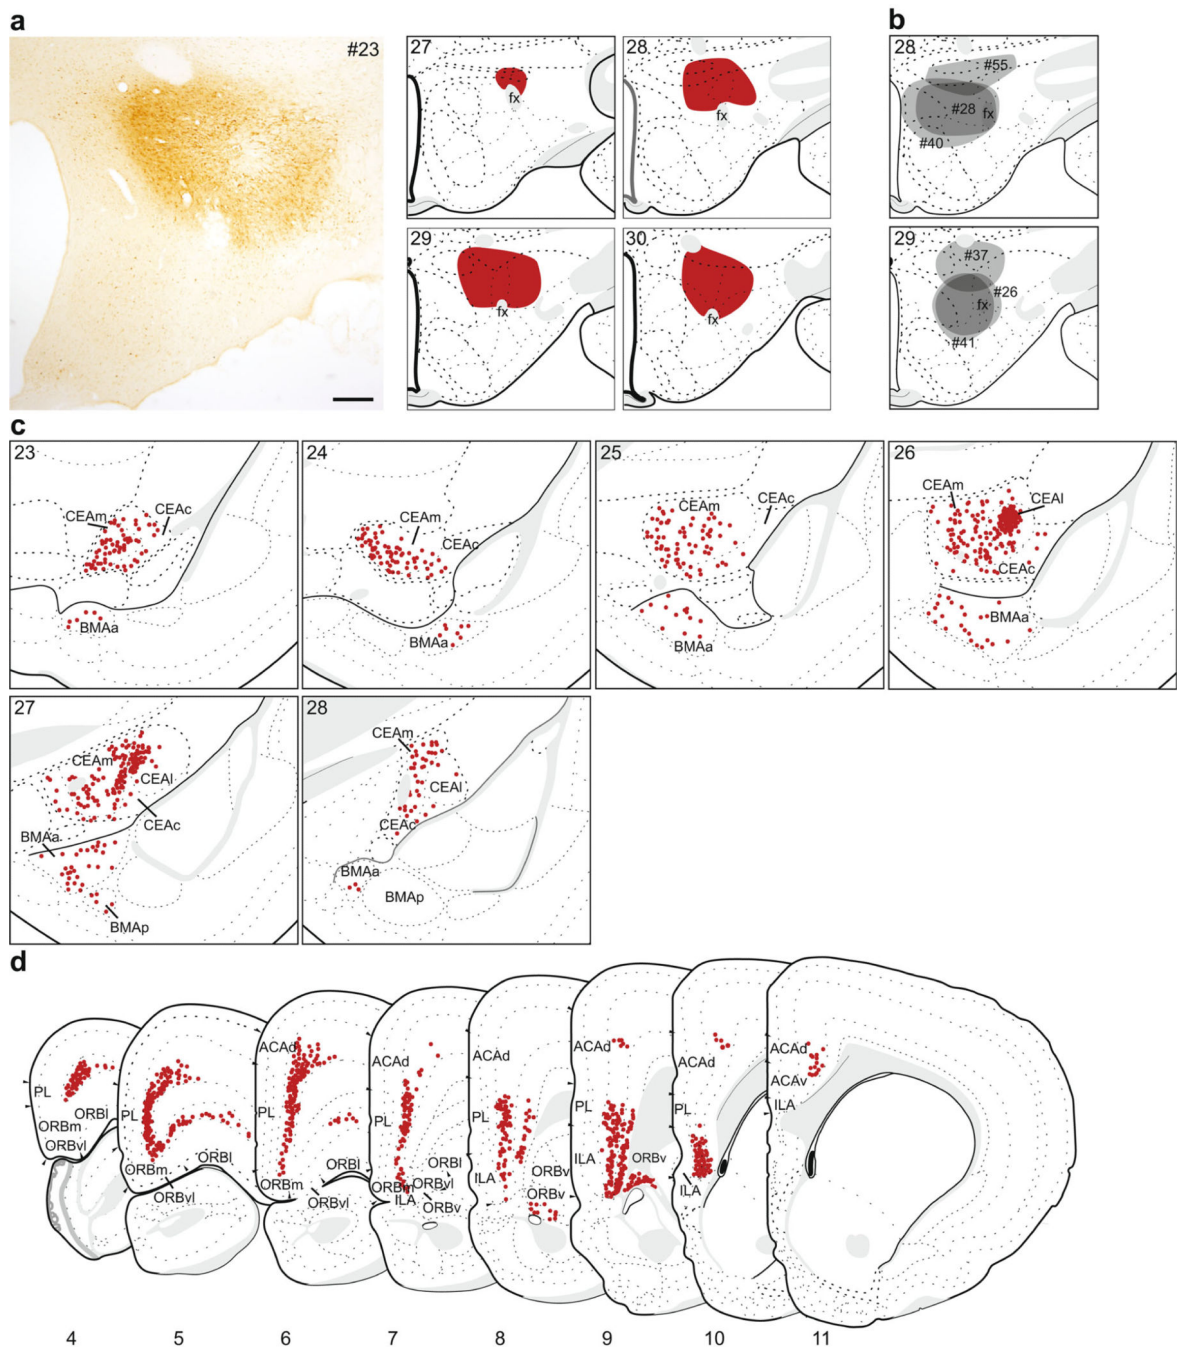 a
b
#23
27
fx
28
fx
28
#55
#28
fx
#40
29
fx
30
fx
29
#37
#26
fx
#41
c
23
CEAm
CEAc
BMAa
24
CEAm
CEAc
BMAa
25
CEAm
CEAc
BMAa
26
CEAm
CEAl
CEAc
BMAa
27
CEAm
CEAl
CEAc
BMAa
BMAp
28
CEAm
CEAl
CEAc
BMAa
BMAp
d
PL
ORBl
ORBm
ORBvl
PL
ORBm
ORBl
ORBvl
ACAd
PL
ORBl
ORBm
ORBvl
ACAd
PL
ORBl
ORBm
ORBvl
ILA
ORBv
ACAd
PL
ILA
ORBv
ORBv
ACAd
PL
ILA
ORBv
ACAd
PL
ILA
ACAd
ACAv
ILA
4 5 6 7 8 9 10 11